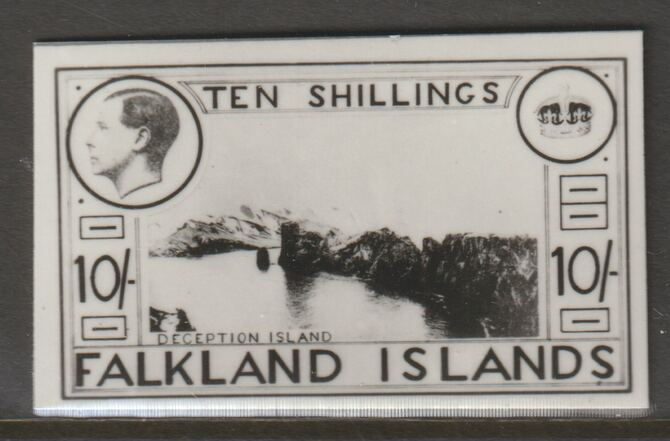 TEN SHILLINGS
10/-
10/-
DECEPTION ISLAND
FALKLAND ISLANDS